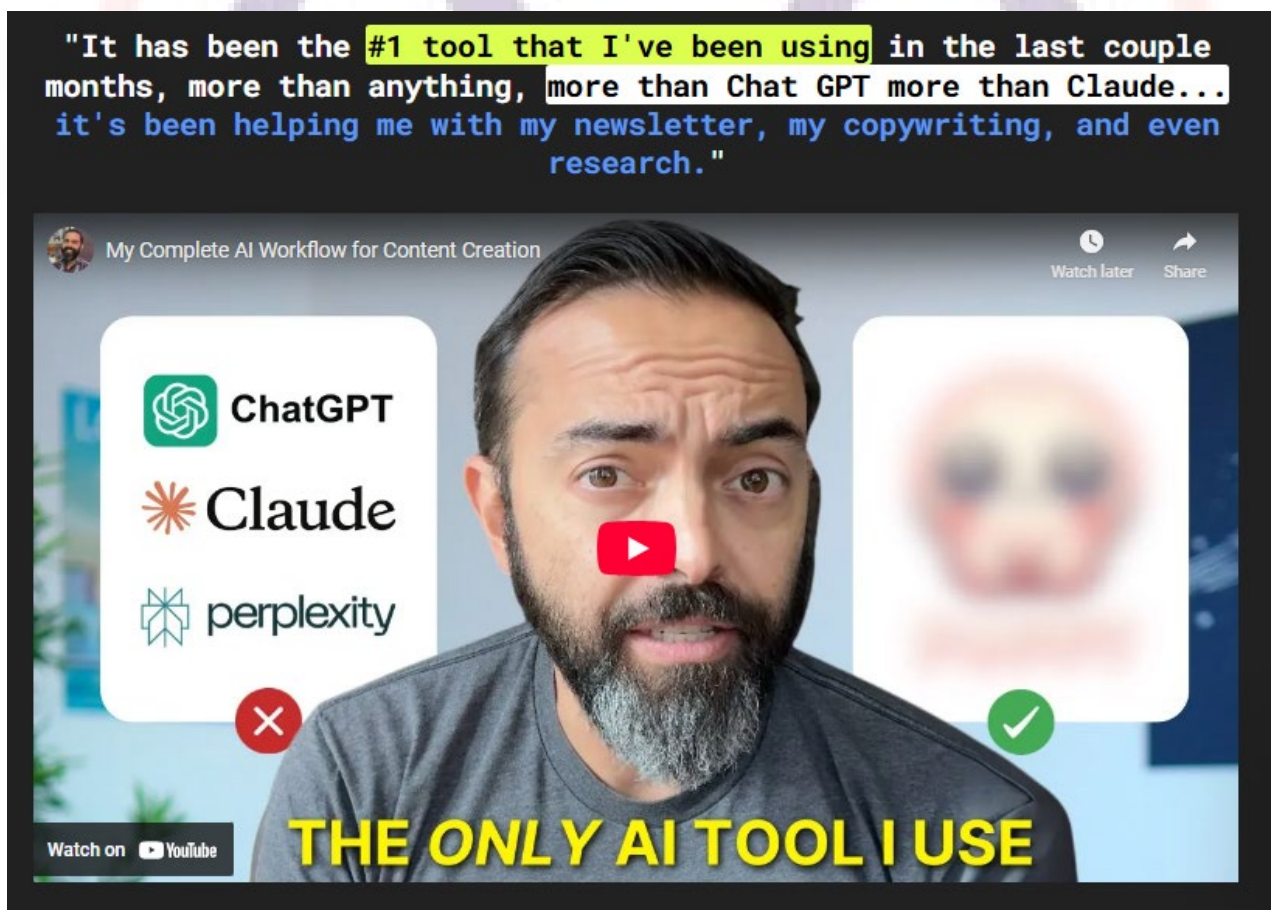 "It has been the #1 tool that I've been using in the last couple
months, more than anything, more than Chat GPT more than Claude...
it's been helping me with my newsletter, my copywriting, and even
research."
My Complete AI Workflow for Content Creation
Watch later
Share
ChatGPT
Claude
perplexity
THE ONLY AI TOOL I USE
Watch on YouTube